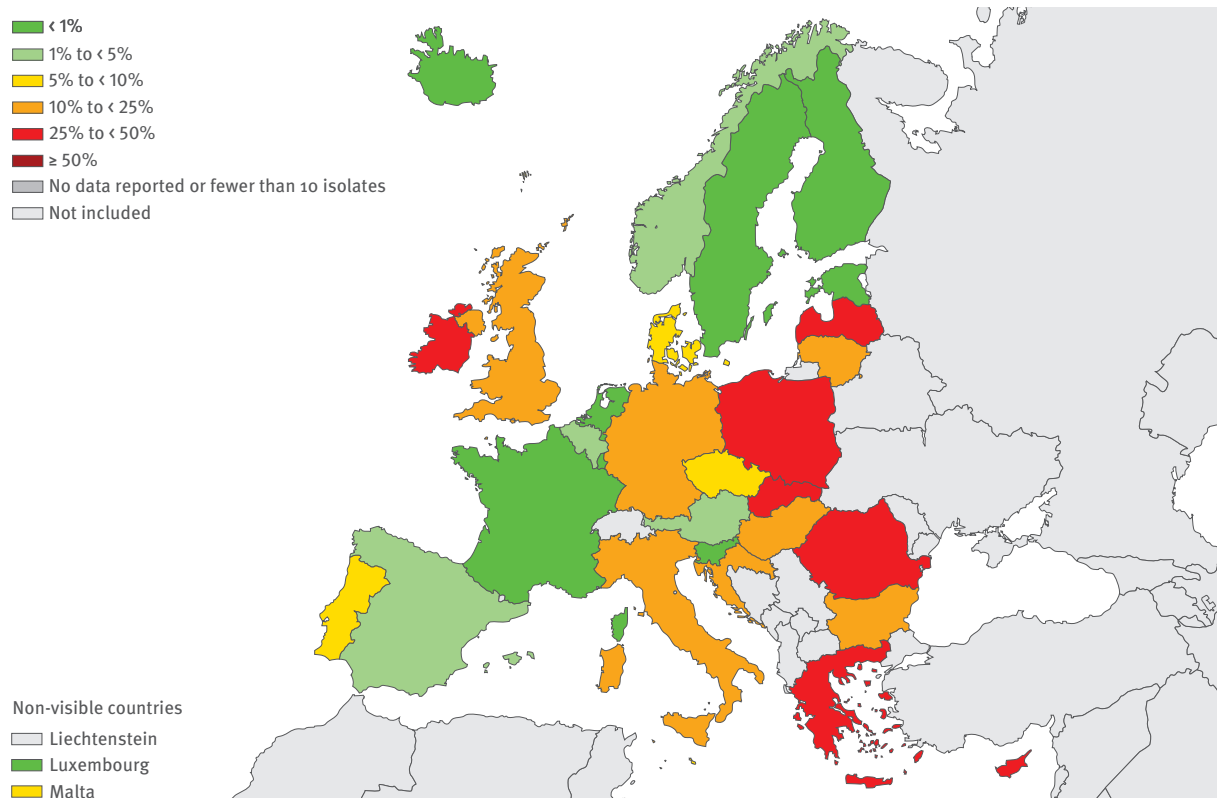 < 1%
1% to < 5%
5% to < 10%
10% to < 25%
25% to < 50%
≥ 50%
No data reported or fewer than 10 isolates
Not included
Non-visible countries
Liechtenstein
Luxembourg
Malta